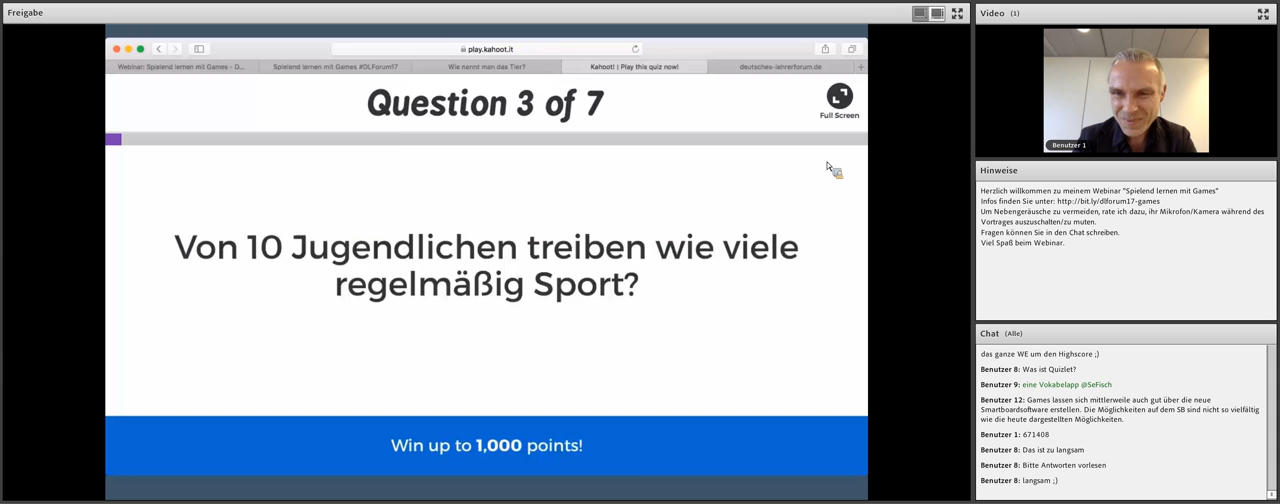 Freigabe
play.kahoot.it
Webinar: Spielend lernen mit Games – D...
Spielend lernen mit Games #DLForum17
Wie nennt man das Tier?
Kahoot! | Play this quiz now!
deutsches-lehrerforum.de
Question 3 of 7
Full Screen
Von 10 Jugendlichen treiben wie viele
regelmäßig Sport?
Win up to 1,000 points!
Video (1)
Benutzer 1
Hinweise
Herzlich willkommen zu meinem Webinar "Spielend lernen mit Games"
Infos finden Sie unter: http://bit.ly/dlforum17-games
Um Nebengeräusche zu vermeiden, rate ich dazu, ihr Mikrofon/Kamera während des
Vortrages auszuschalten/zu muten.
Fragen können Sie in den Chat schreiben.
Viel Spaß beim Webinar.
Chat (Alle)
das ganze WE um den Highscore ;)
Benutzer 8: Was ist Quizlet?
Benutzer 9: eine Vokabelapp @SeFisch
Benutzer 12: Games lassen sich mittlerweile auch gut über die neue
Smartboardsoftware erstellen. Die Möglichkeiten auf dem SB sind nicht so vielfältig
wie die heute dargestellten Möglichkeiten.
Benutzer 1: 671408
Benutzer 8: Das ist zu langsam
Benutzer 8: Bitte Antworten vorlesen
Benutzer 8: langsam ;)